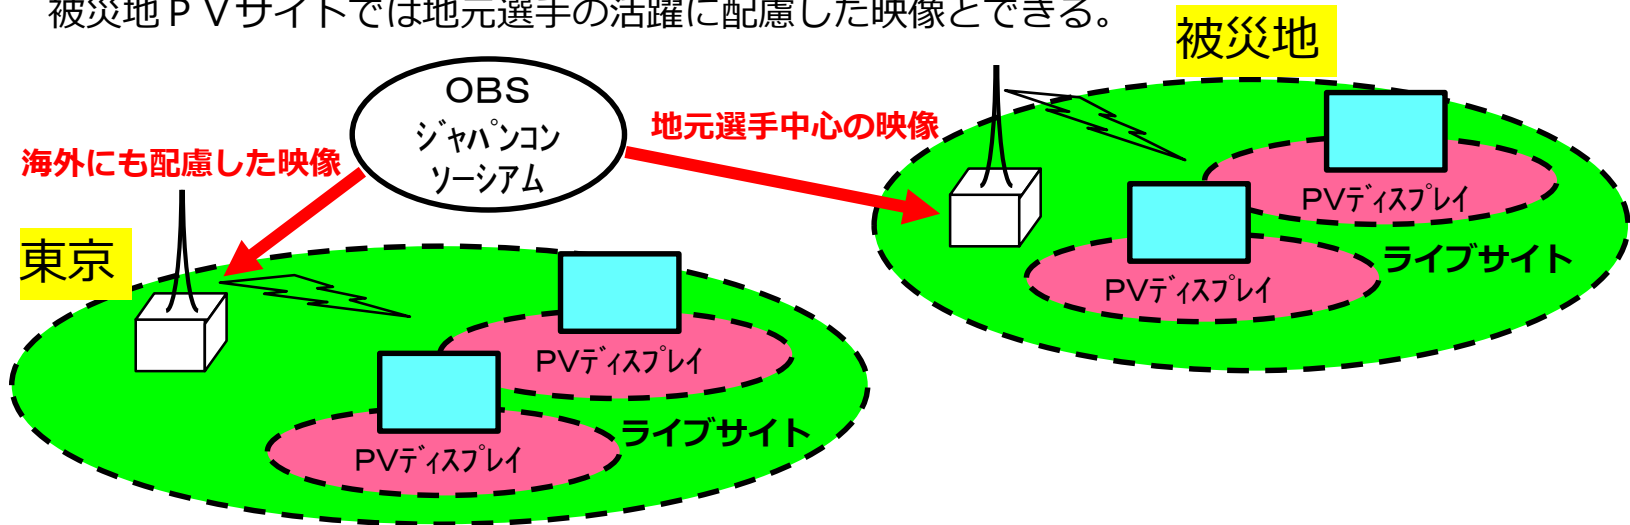 被災地ＰＶサイトでは地元選手の活躍に配慮した映像とできる。
被災地
OBS
ｼﾞｬﾊﾟﾝコン
ソーシアム
地元選手中心の映像
海外にも配慮した映像
PVﾃﾞｨｽﾌﾟﾚｲ
東京
ライブサイト
PVﾃﾞｨｽﾌﾟﾚｲ
PVﾃﾞｨｽﾌﾟﾚｲ
ライブサイト
PVﾃﾞｨｽﾌﾟﾚｲ